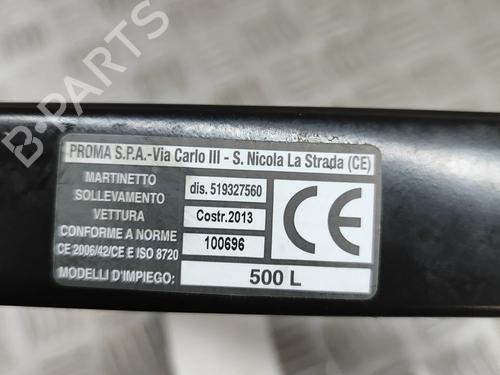 PROMA S.P.A.-Via Carlo III - S. Nicola La Strada (CE)
MARTINETTO
SOLLEVAMENTO
VETTURA
dis. 519327560
Costr.2013
CONFORME A NORME
CE 2006/42/CE E ISO 8720
100696
CE
MODELLI D'IMPIEGO:
500 L
B-PARTS